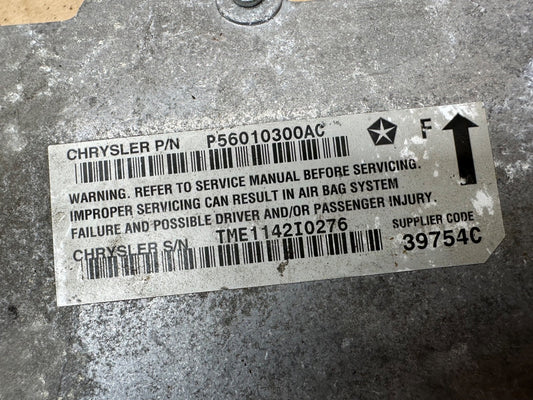 CHRYSLER P/N P56010300AC F
WARNING. REFER TO SERVICE MANUAL BEFORE SERVICING.
IMPROPER SERVICING CAN RESULT IN AIR BAG SYSTEM
FAILURE AND POSSIBLE DRIVER AND/OR PASSENGER INJURY.
CHRYSLER S/N TME1142I0276 SUPPLIER CODE
39754C